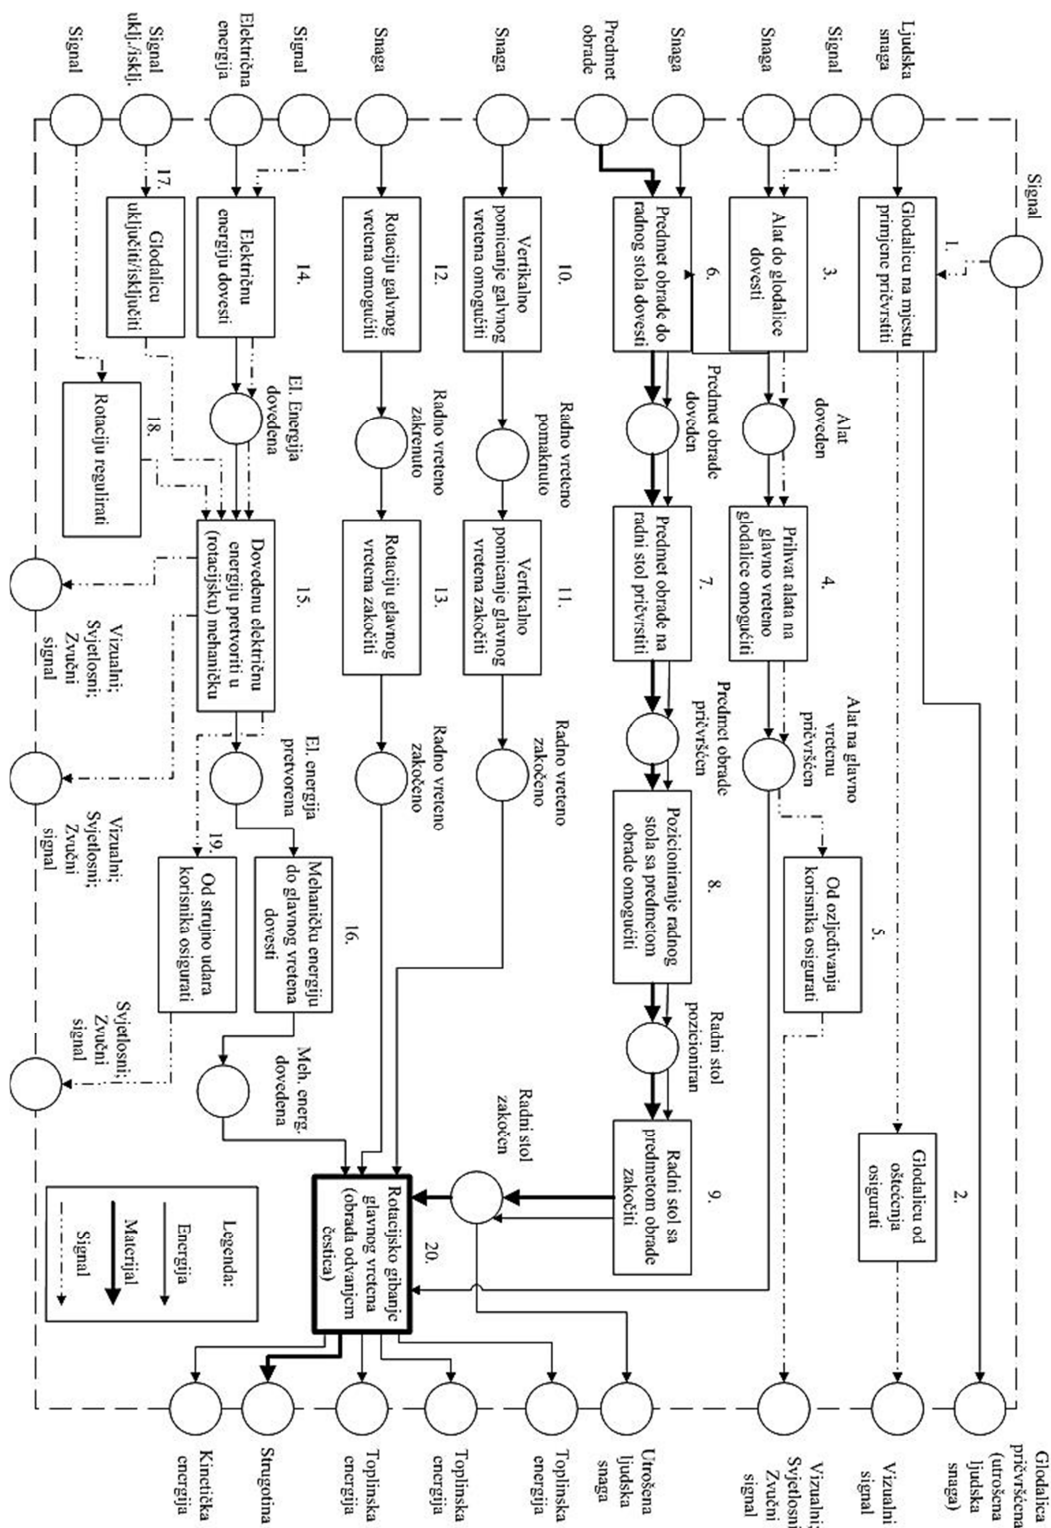 Signal
Ljudska
snaga
1.
Glodalicu na mjestu
primjene pričvrstiti
2.
Glodalicu od
oštećenja
osigurati
Glodalica
pričvršćena
(utrošena
ljudska
snaga)
Vizualni
signal
Signal
Snaga
3.
Alat do glodalice
dovesti
Alat
doveden
4.
Prihvat alata na
glavno vreteno
glodalice omogućiti
Alat na glavno
vretenu
pričvršćen
5.
Od ozljeđivanja
korisnika osigurati
Vizualni;
Svjetlosni;
Zvučni
signal
Snaga
Predmet
obrade
6.
Predmet obrade do
radnog stola dovesti
Predmet obrade
doveden
7.
Predmet obrade na
radni stol pričvrstiti
Predmet obrade
pričvršćen
8.
Pozicioniranje radnog
stola sa predmetom
obrade omogućiti
Radni stol
pozicioniran
9.
Radni stol sa
predmetom obrade
zakočiti
Radni stol
zakočen
Utrošena
ljudska
snaga
Snaga
10.
Vertikalno
pomicanje galvnog
vretena omogućiti
Radno vreteno
pomaknuto
11.
Vertikalno
pomicanje glavnog
vretena zakočiti
Radno vreteno
zakočeno
Toplinska
energija
Snaga
12.
Rotaciju galvnog
vretena omogućiti
Radno vreteno
zakrenuto
13.
Rotaciju glavnog
vretena zakočiti
Radno vreteno
zakočeno
20.
Rotacijsko gibanje
glavnog vretena
(obrada odvanjem
čestica)
Toplinska
energija
Toplinska
energija
Strugotina
Kinetička
energija
Signal
Električna
energija
14.
Električnu
energiju dovesti
El. Energija
dovedena
15.
Dovedenu električnu
energiju pretvoriti u
(rotacijsku) mehaničku
El. energija
pretvorena
16.
Mehaničku energiju
do glavnog vretena
dovesti
Meh. energ.
dovedena
Signal
uklj./isklj.
17.
Glodalicu
uključiti/isključiti
Signal
18.
Rotaciju regulirati
19.
Od strujno udara
korisnika osigurati
Vizualni;
Svjetlosni;
Zvučni
signal
Vizualni;
Svjetlosni;
Zvučni
signal
Svjetlosni;
Zvučni
signal
Legenda:
Energija
Materijal
Signal